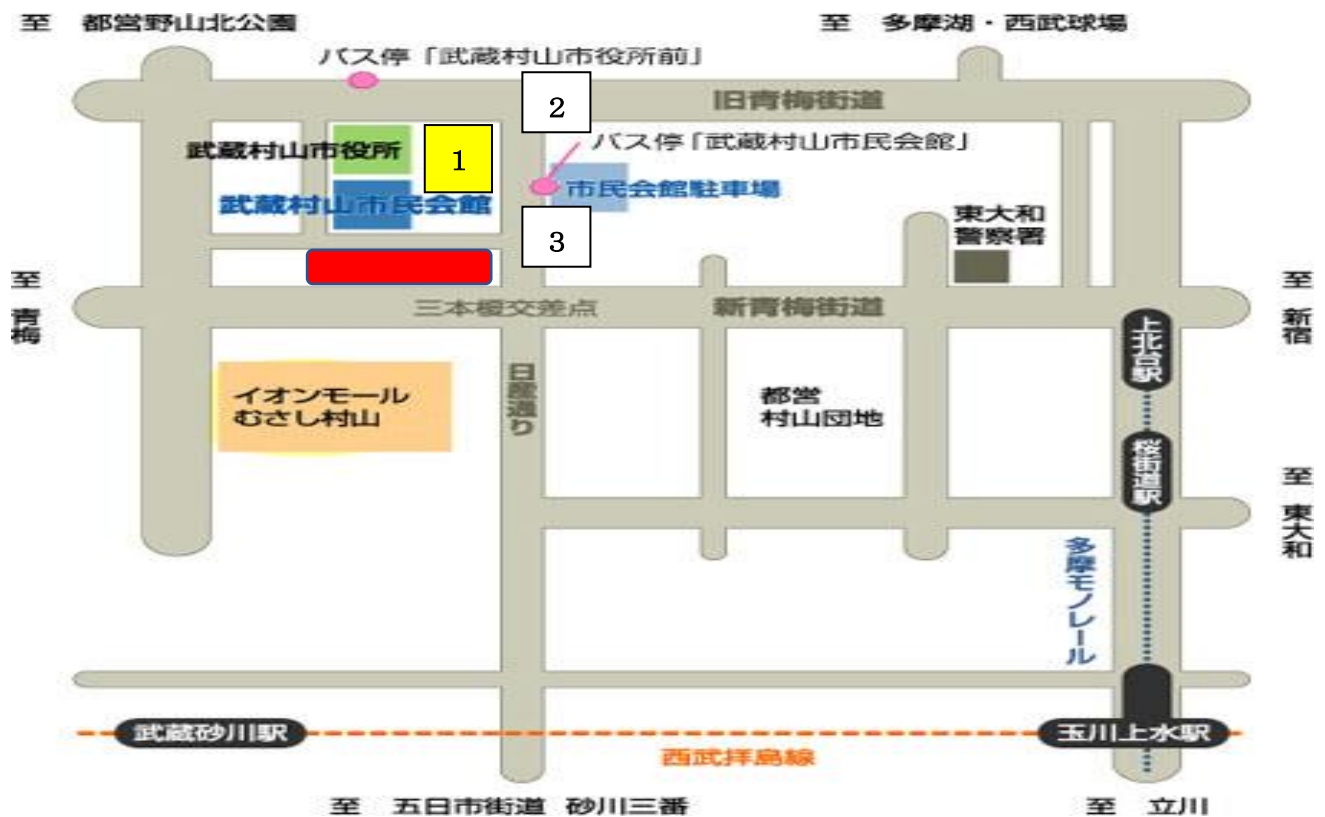 至 都営野山北公園
至 多摩湖・西武球場
バス停「武蔵村山市役所前」
2
旧青梅街道
武蔵村山市役所
1
バス停「武蔵村山市民会館」
武蔵村山市民会館
市民会館駐車場
3
東大和
警察署
至 青梅
三本榎交差点
新青梅街道
至 新宿
上北台駅
イオンモール
むさし村山
日産通り
都営
村山団地
桜街道駅
至 東大和
多摩モノレール
武蔵砂川駅
玉川上水駅
西武拝島線
至 五日市街道 砂川三番
至 立川